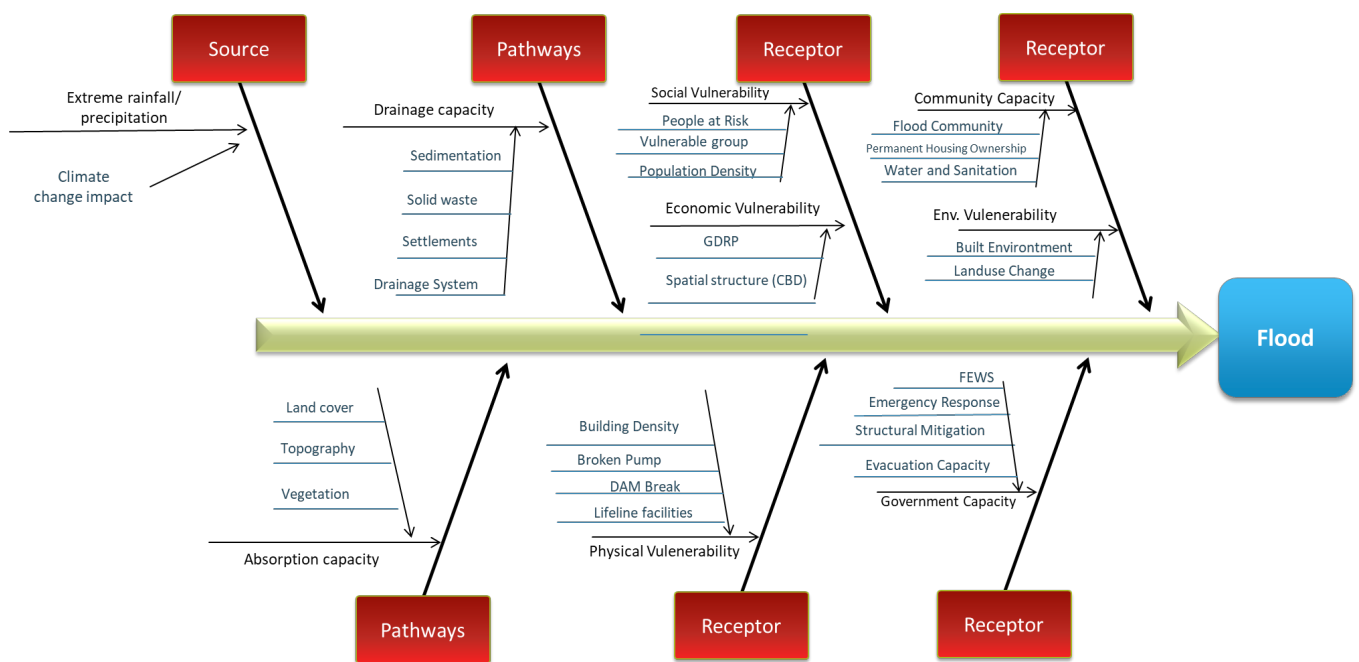 Source
Pathways
Receptor
Receptor
Extreme rainfall/
precipitation
Climate
change impact
Drainage capacity
Sedimentation
Solid waste
Settlements
Drainage System
Social Vulnerability
People at Risk
Vulnerable group
Population Density
Economic Vulnerability
GDRP
Spatial structure (CBD)
Community Capacity
Flood Community
Permanent Housing Ownership
Water and Sanitation
Env. Vulenerability
Built Environtment
Landuse Change
Flood
Land cover
Topography
Vegetation
Absorption capacity
Building Density
Broken Pump
DAM Break
Lifeline facilities
Physical Vulenerability
FEWS
Emergency Response
Structural Mitigation
Evacuation Capacity
Government Capacity
Pathways
Receptor
Receptor